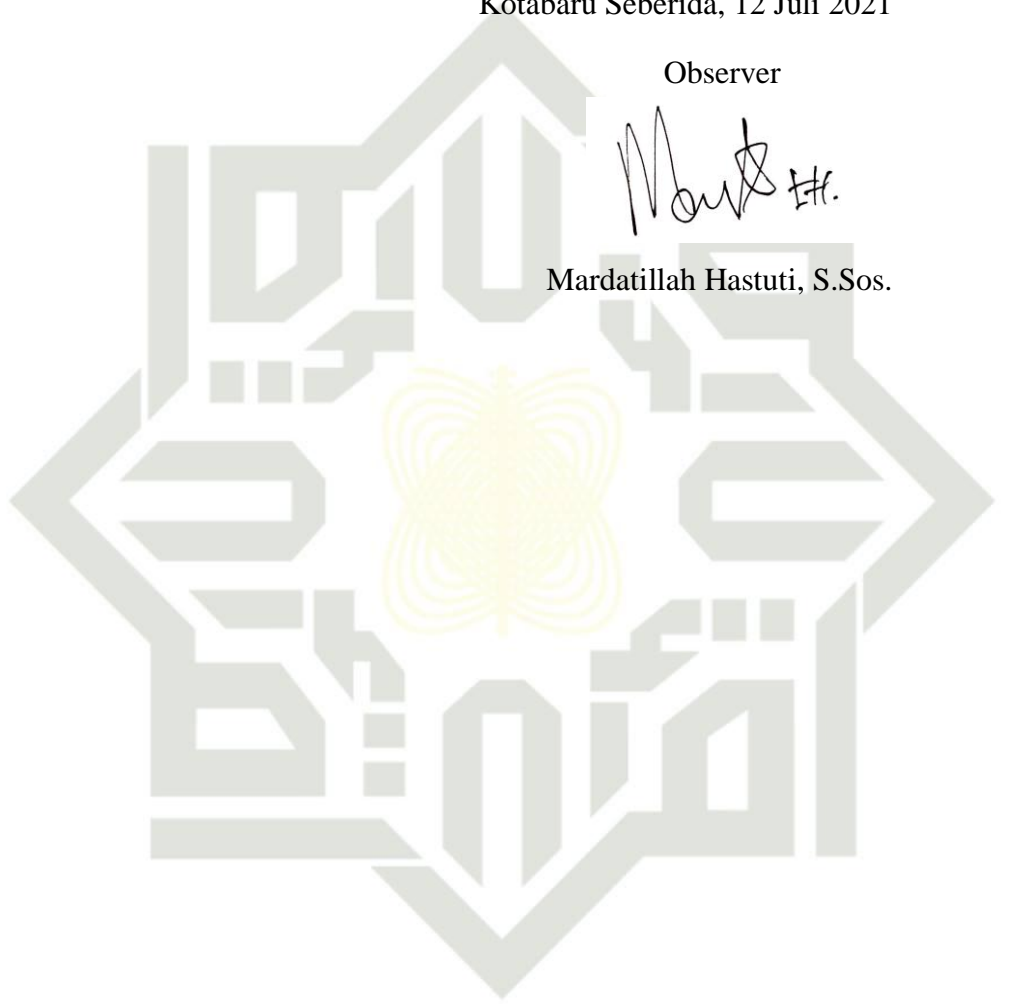 Kotabaru Seberida, 12 Juli 2021
Observer
Mardatillah Hastuti, S.Sos.